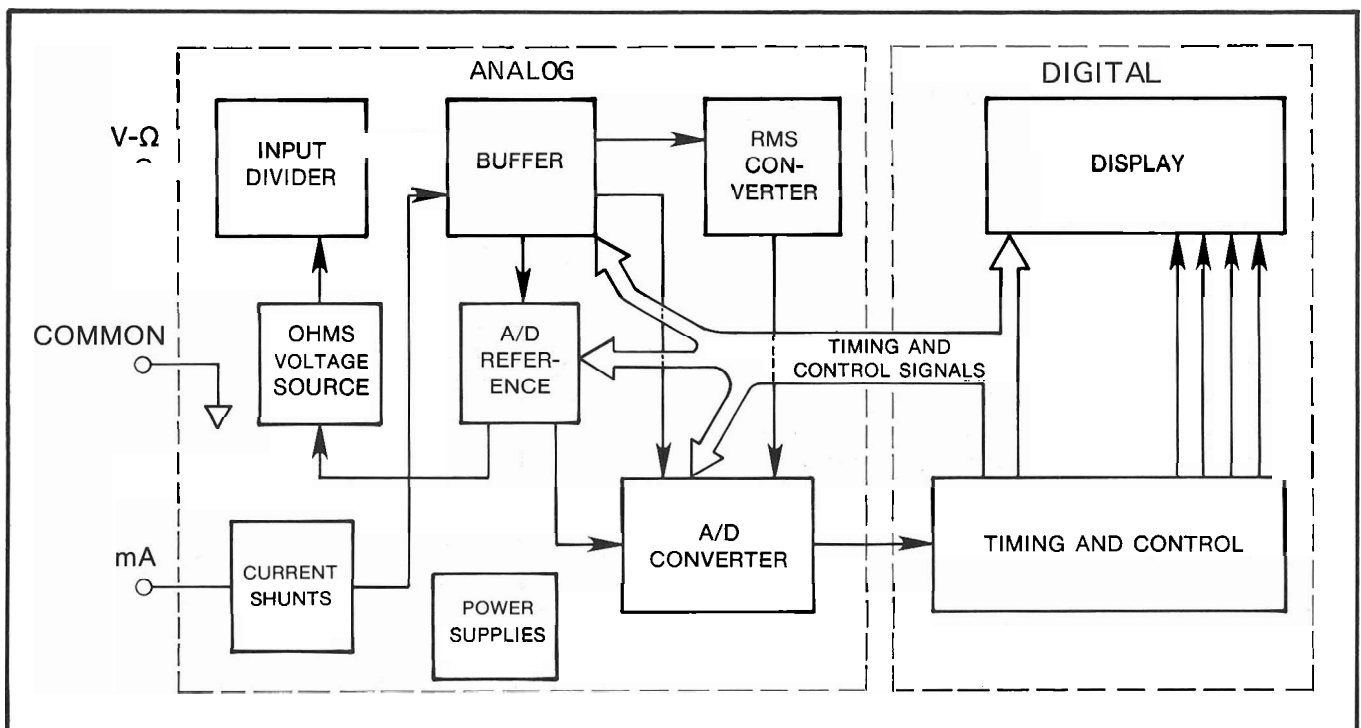 ANALOG
DIGITAL
V-Ω
INPUT
DIVIDER
BUFFER
RMS
CON-
VERTER
DISPLAY
COMMON
OHMS
VOLTAGE
SOURCE
A/D
REFER-
ENCE
TIMING AND
CONTROL SIGNALS
mA
CURRENT
SHUNTS
POWER
SUPPLIES
A/D
CONVERTER
TIMING AND CONTROL